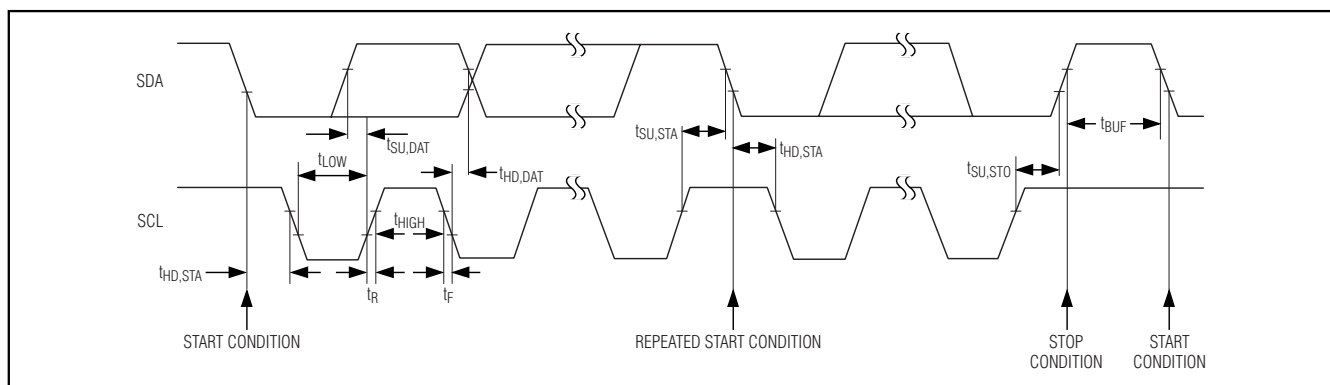 SDA
tSU,DAT
tLOW
tHD,DAT
tSU,STA
tHD,STA
tBUF
tSU,STO
SCL
tHIGH
tHD,STA
tR
tF
START CONDITION
REPEATED START CONDITION
STOP
CONDITION
START
CONDITION